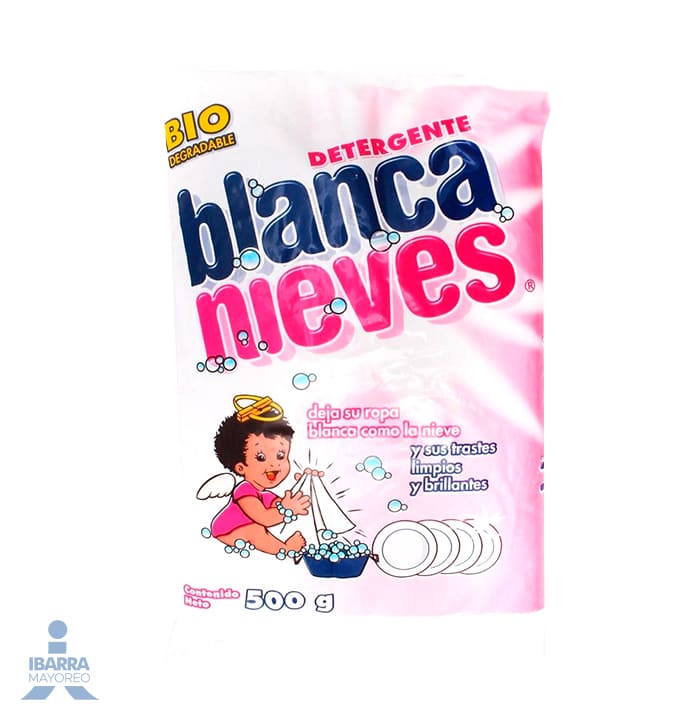 BIO
DEGRADABLE
DETERGENTE
blanca
nieves®
deja su ropa
blanca como la nieve
y sus trastes
limpios
y brillantes
Contenido
Neto
500 g
IBARRA
MAYOREO